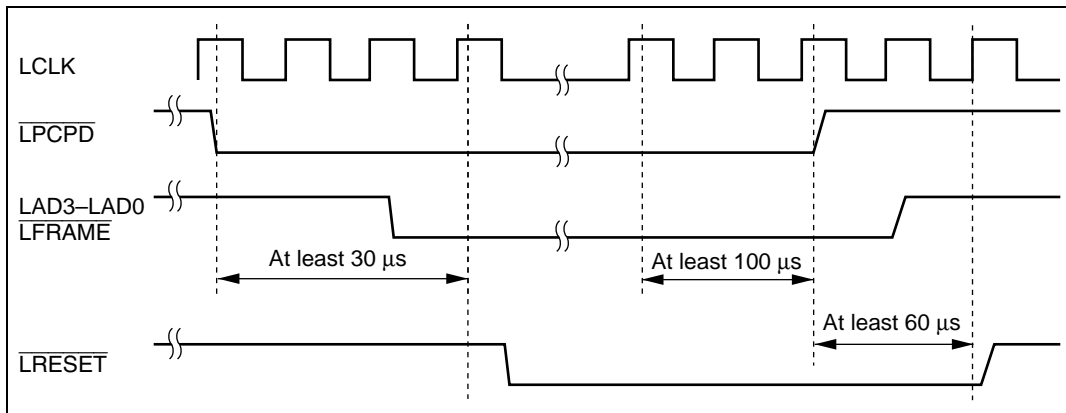 LCLK
LPCPD
LAD3–LAD0
LFRAME
At least 30 μs
At least 100 μs
At least 60 μs
LRESET